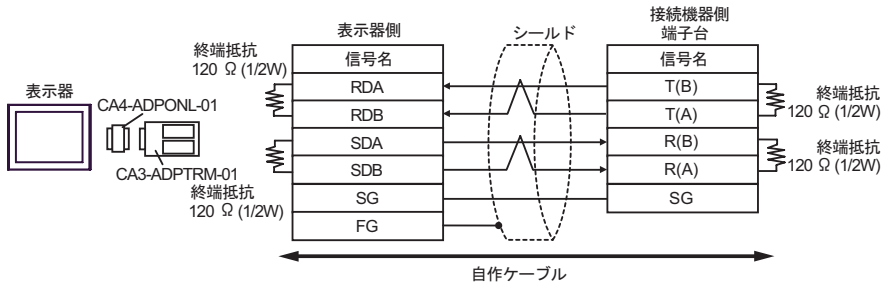 表示器側
シールド
接続機器側
端子台
終端抵抗
120 Ω (1/2W)
信号名
信号名
RDA
T(B)
終端抵抗
120 Ω (1/2W)
表示器
CA4-ADPONL-01
RDB
T(A)
SDA
R(B)
終端抵抗
120 Ω (1/2W)
CA3-ADPTRM-01
SDB
R(A)
終端抵抗
120 Ω (1/2W)
SG
SG
FG
自作ケーブル